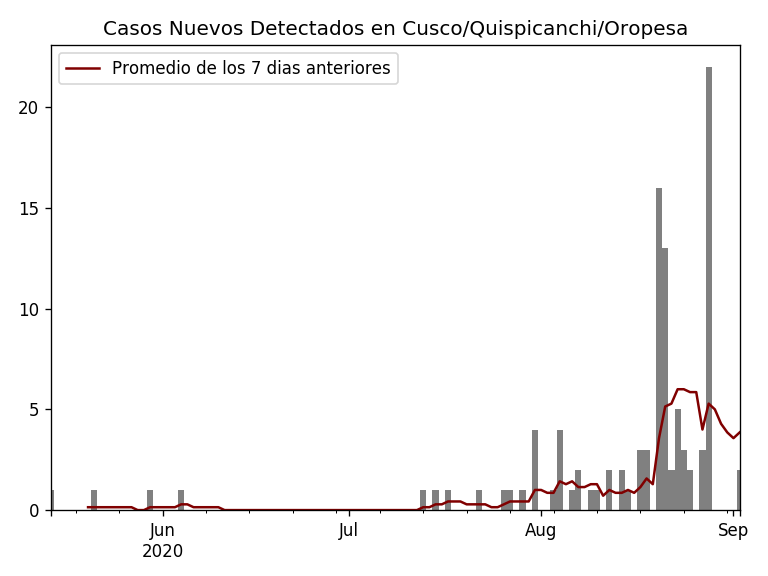 Casos Nuevos Detectados en Cusco/Quispicanchi/Oropesa
Promedio de los 7 dias anteriores
20
15
10
5
0
Jun
2020
Jul
Aug
Sep